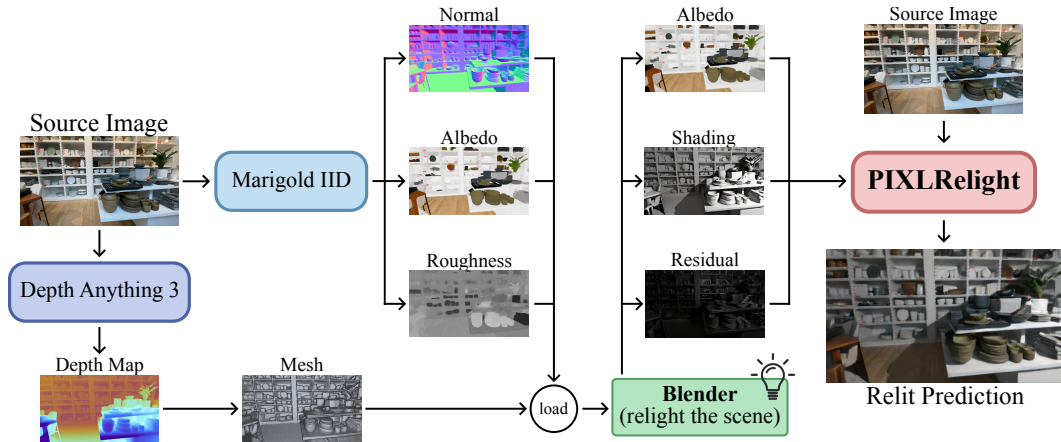 Source Image
Marigold IID
Depth Anything 3
Depth Map
Mesh
Normal
Albedo
Roughness
load
Blender
(relight the scene)
Albedo
Shading
Residual
Source Image
PIXLRelight
Relit Prediction